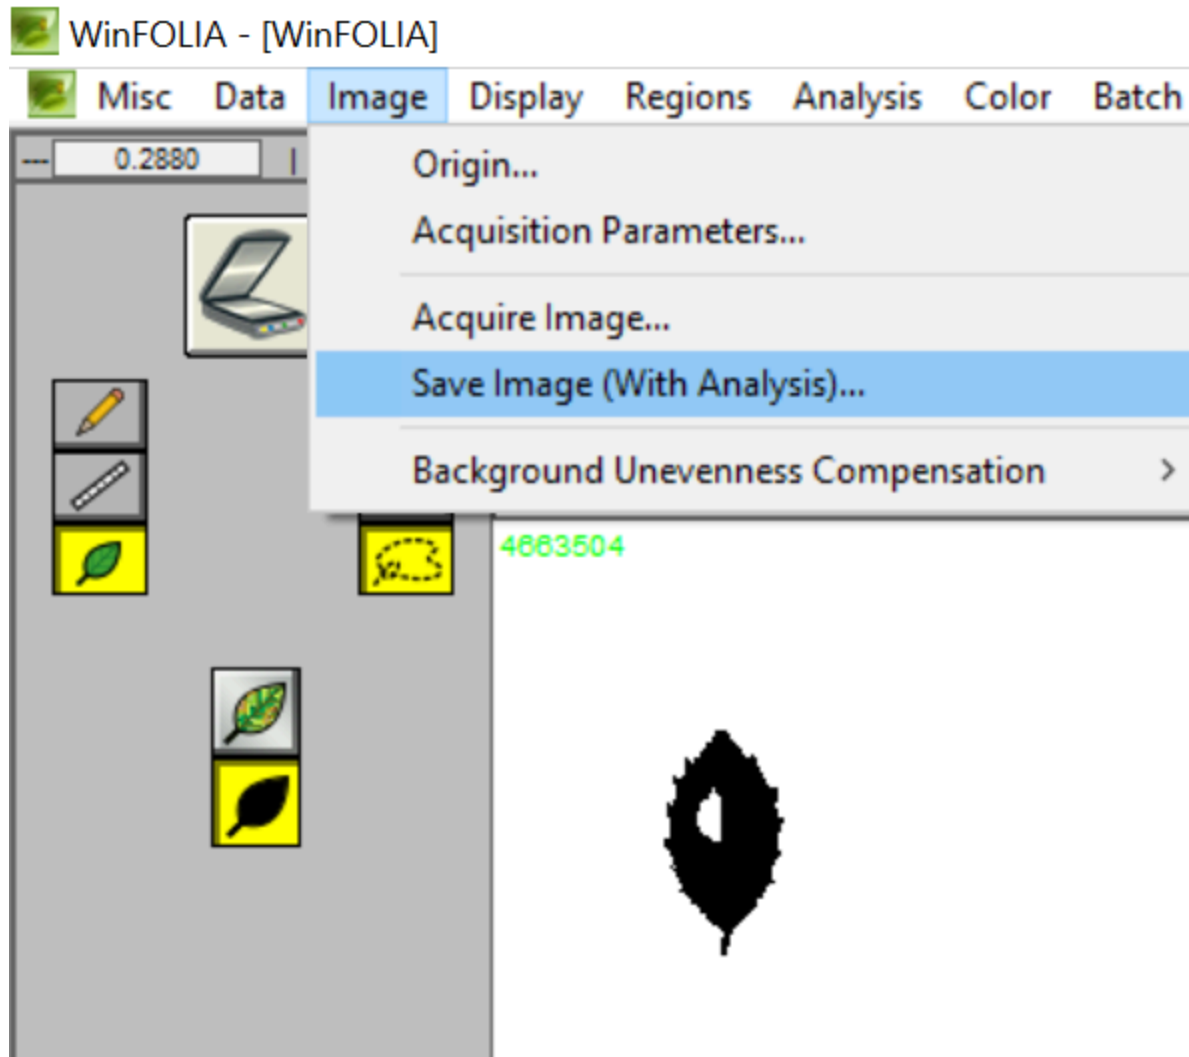 WinFOLIA - [WinFOLIA]
Misc Data Image Display Regions Analysis Color Batch
--- 0.2880 |
Origin...
Acquisition Parameters...
Acquire Image...
Save Image (With Analysis)...
Background Unevenness Compensation >
4663504